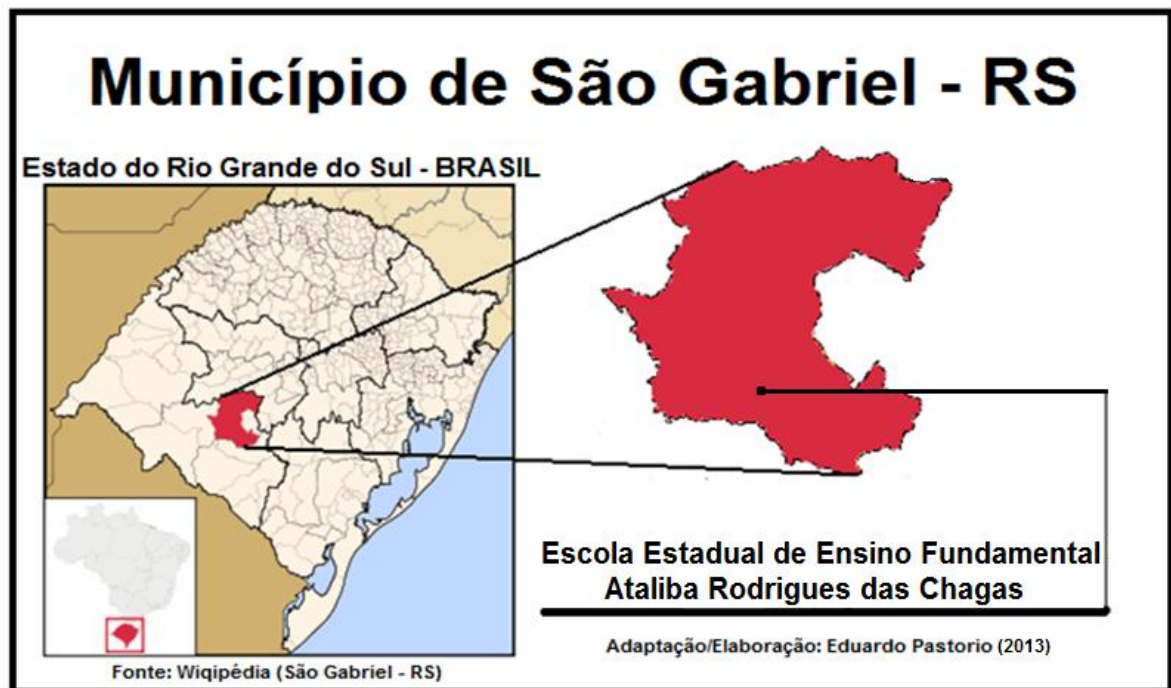 Município de São Gabriel - RS
Estado do Rio Grande do Sul - BRASIL
Escola Estadual de Ensino Fundamental
Ataliba Rodrigues das Chagas
Adaptação/Elaboração: Eduardo Pastorio (2013)
Fonte: Wiqipédia (São Gabriel - RS)